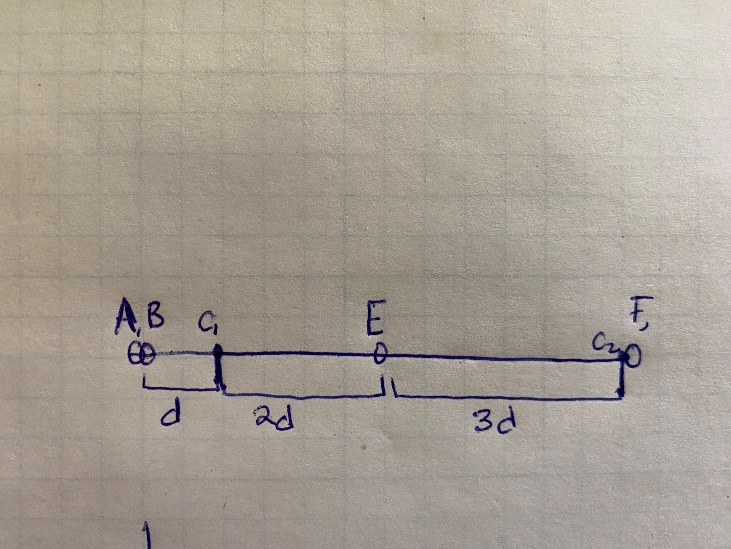 A,B C₁ E F,
C₂
d 2d 3d